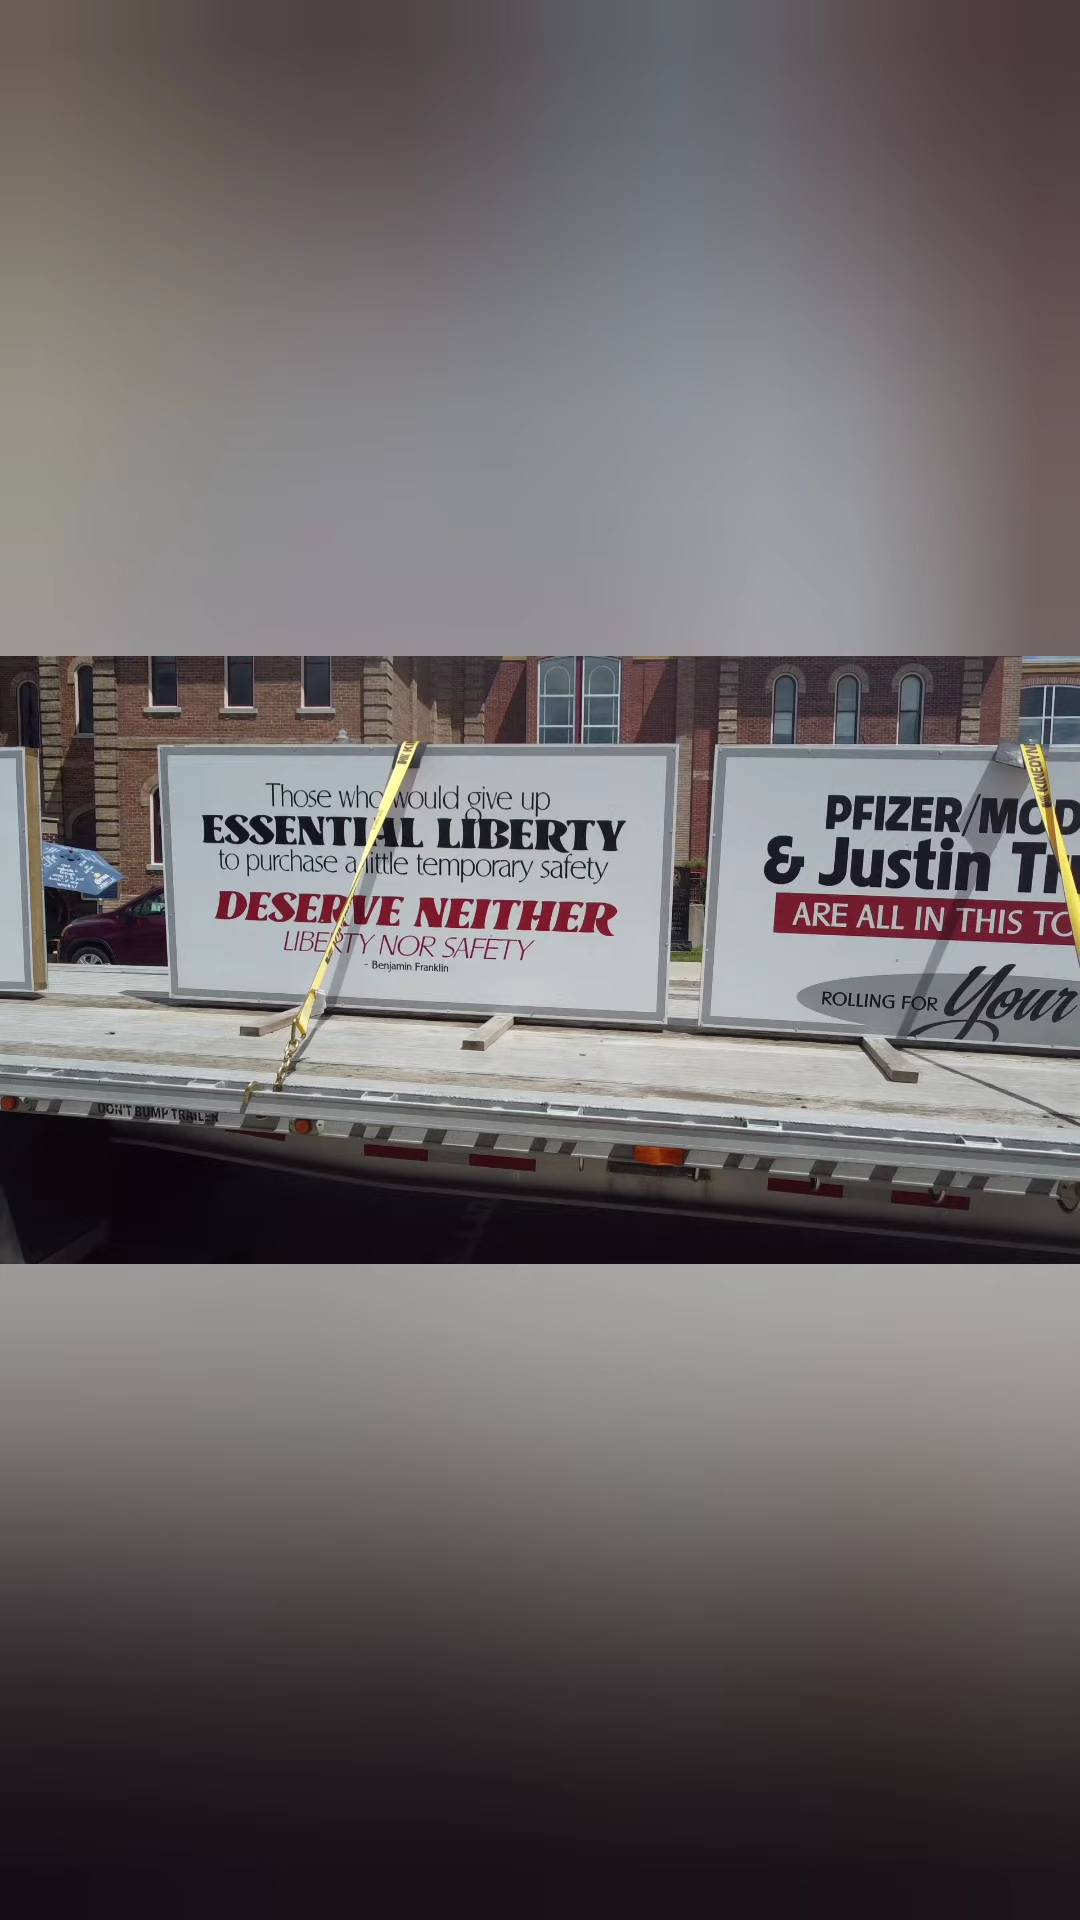 Those who would give up
ESSENTIAL LIBERTY
to purchase a little temporary safety
DESERVE NEITHER
LIBERTY NOR SAFETY
- Benjamin Franklin
PFIZER/MOD
& Justin Tr
ARE ALL IN THIS TO
ROLLING FOR Your
KINEDYN
DON'T BUMP TRAILER